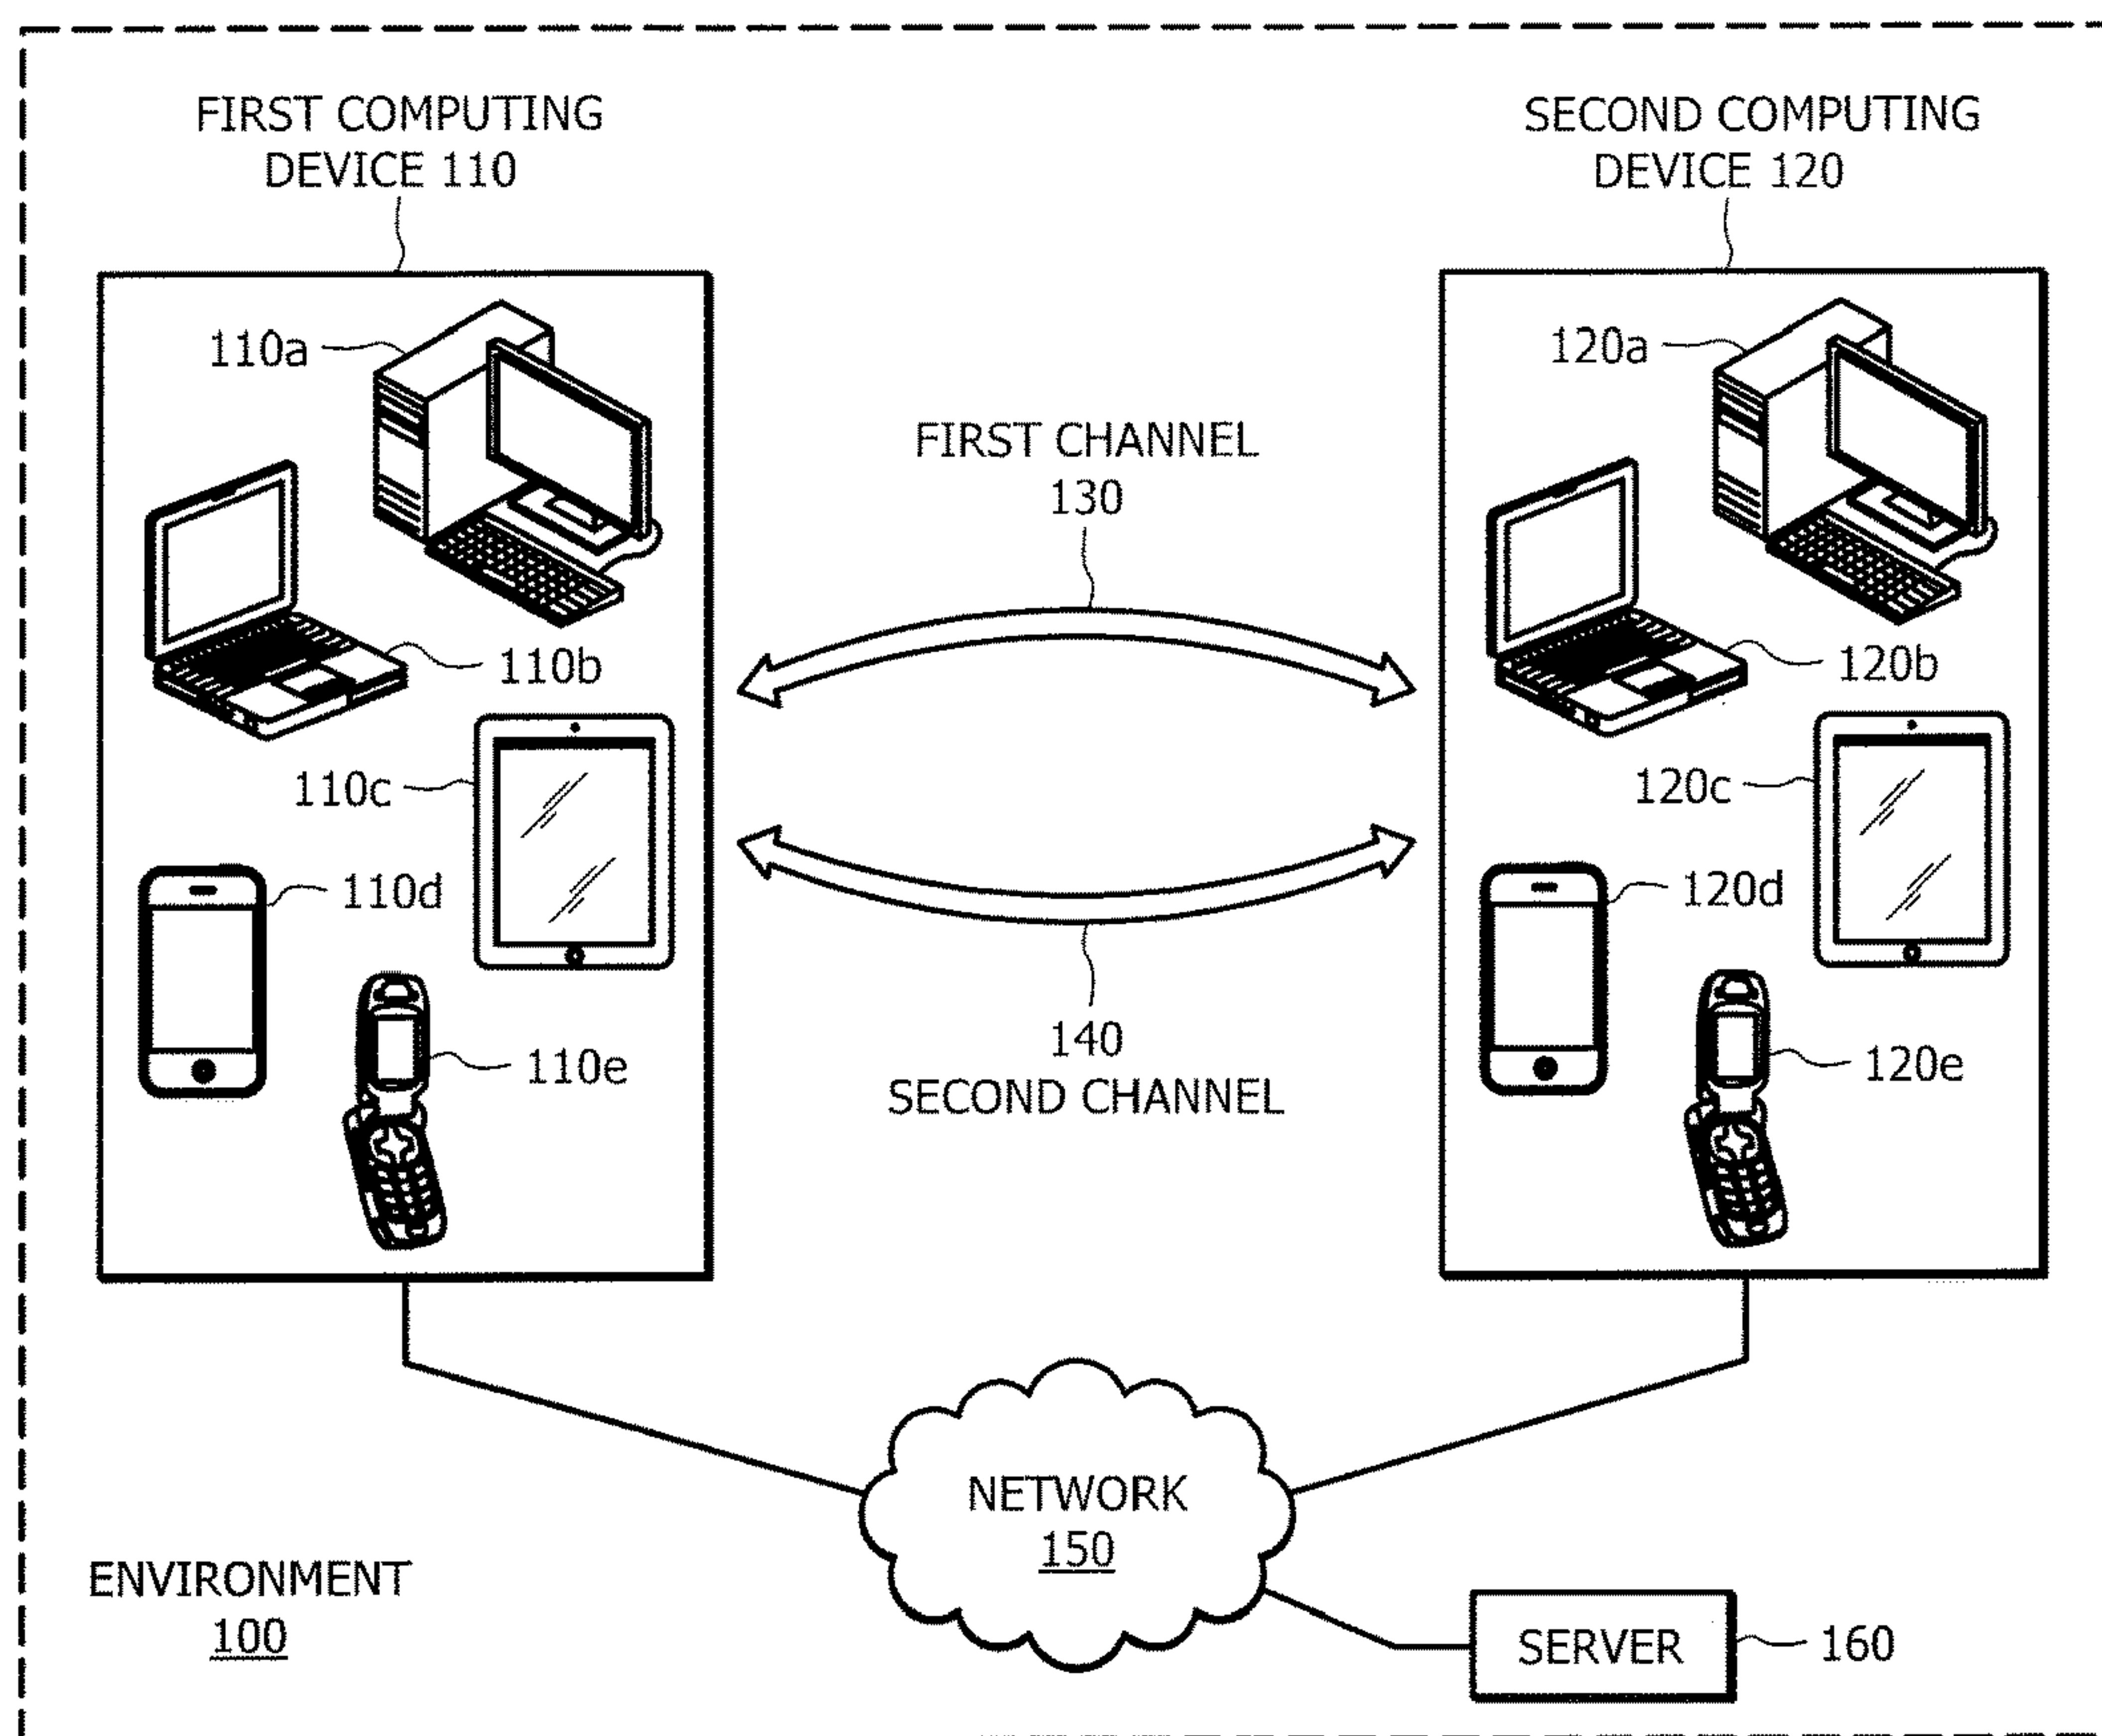 FIRST COMPUTING
DEVICE 110
SECOND COMPUTING
DEVICE 120
110a
110b
110c
110d
110e
FIRST CHANNEL
130
140
SECOND CHANNEL
120a
120b
120c
120d
120e
NETWORK
150
ENVIRONMENT
100
SERVER
160